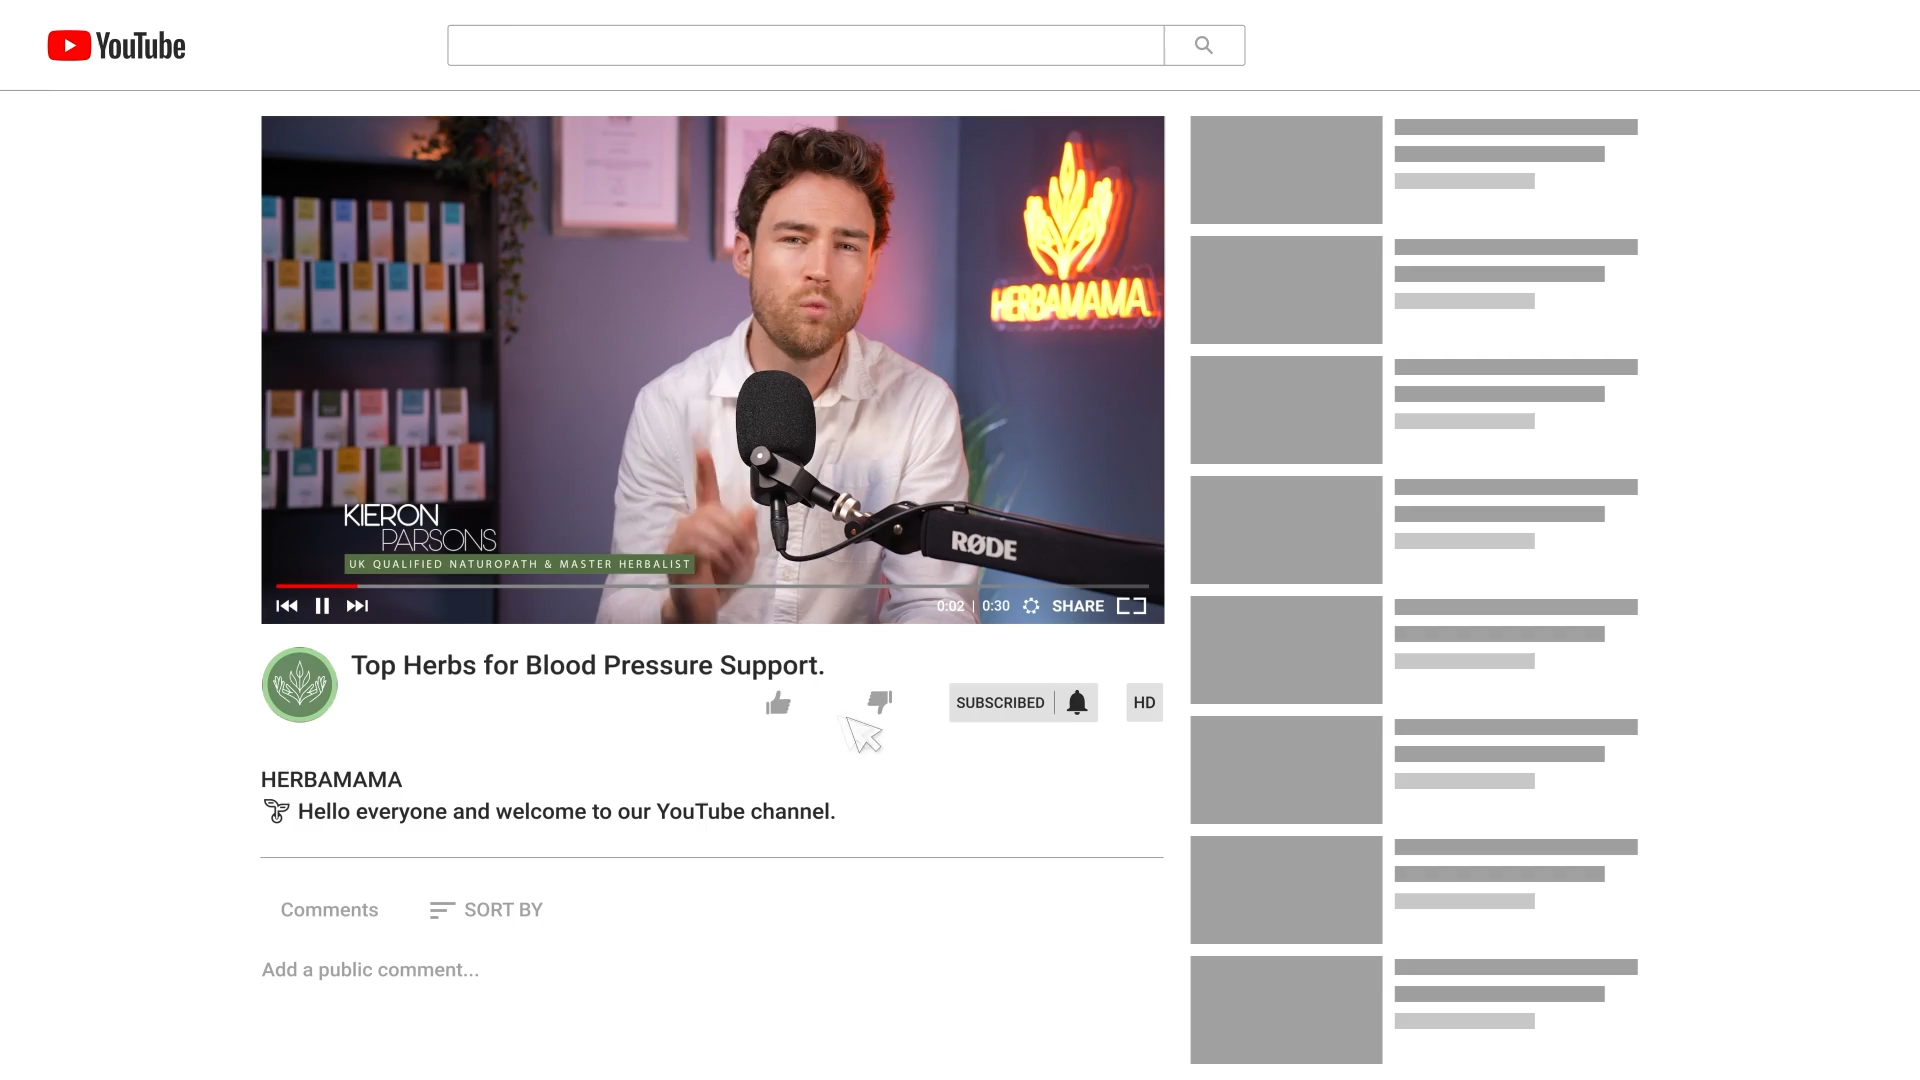 YouTube
HERBAMAMA
KIERON
PARSONS
UK QUALIFIED NATUROPATH & MASTER HERBALIST
RØDE
0:02 | 0:30
SHARE
Top Herbs for Blood Pressure Support.
SUBSCRIBED
HD
HERBAMAMA
Hello everyone and welcome to our YouTube channel.
Comments
SORT BY
Add a public comment...